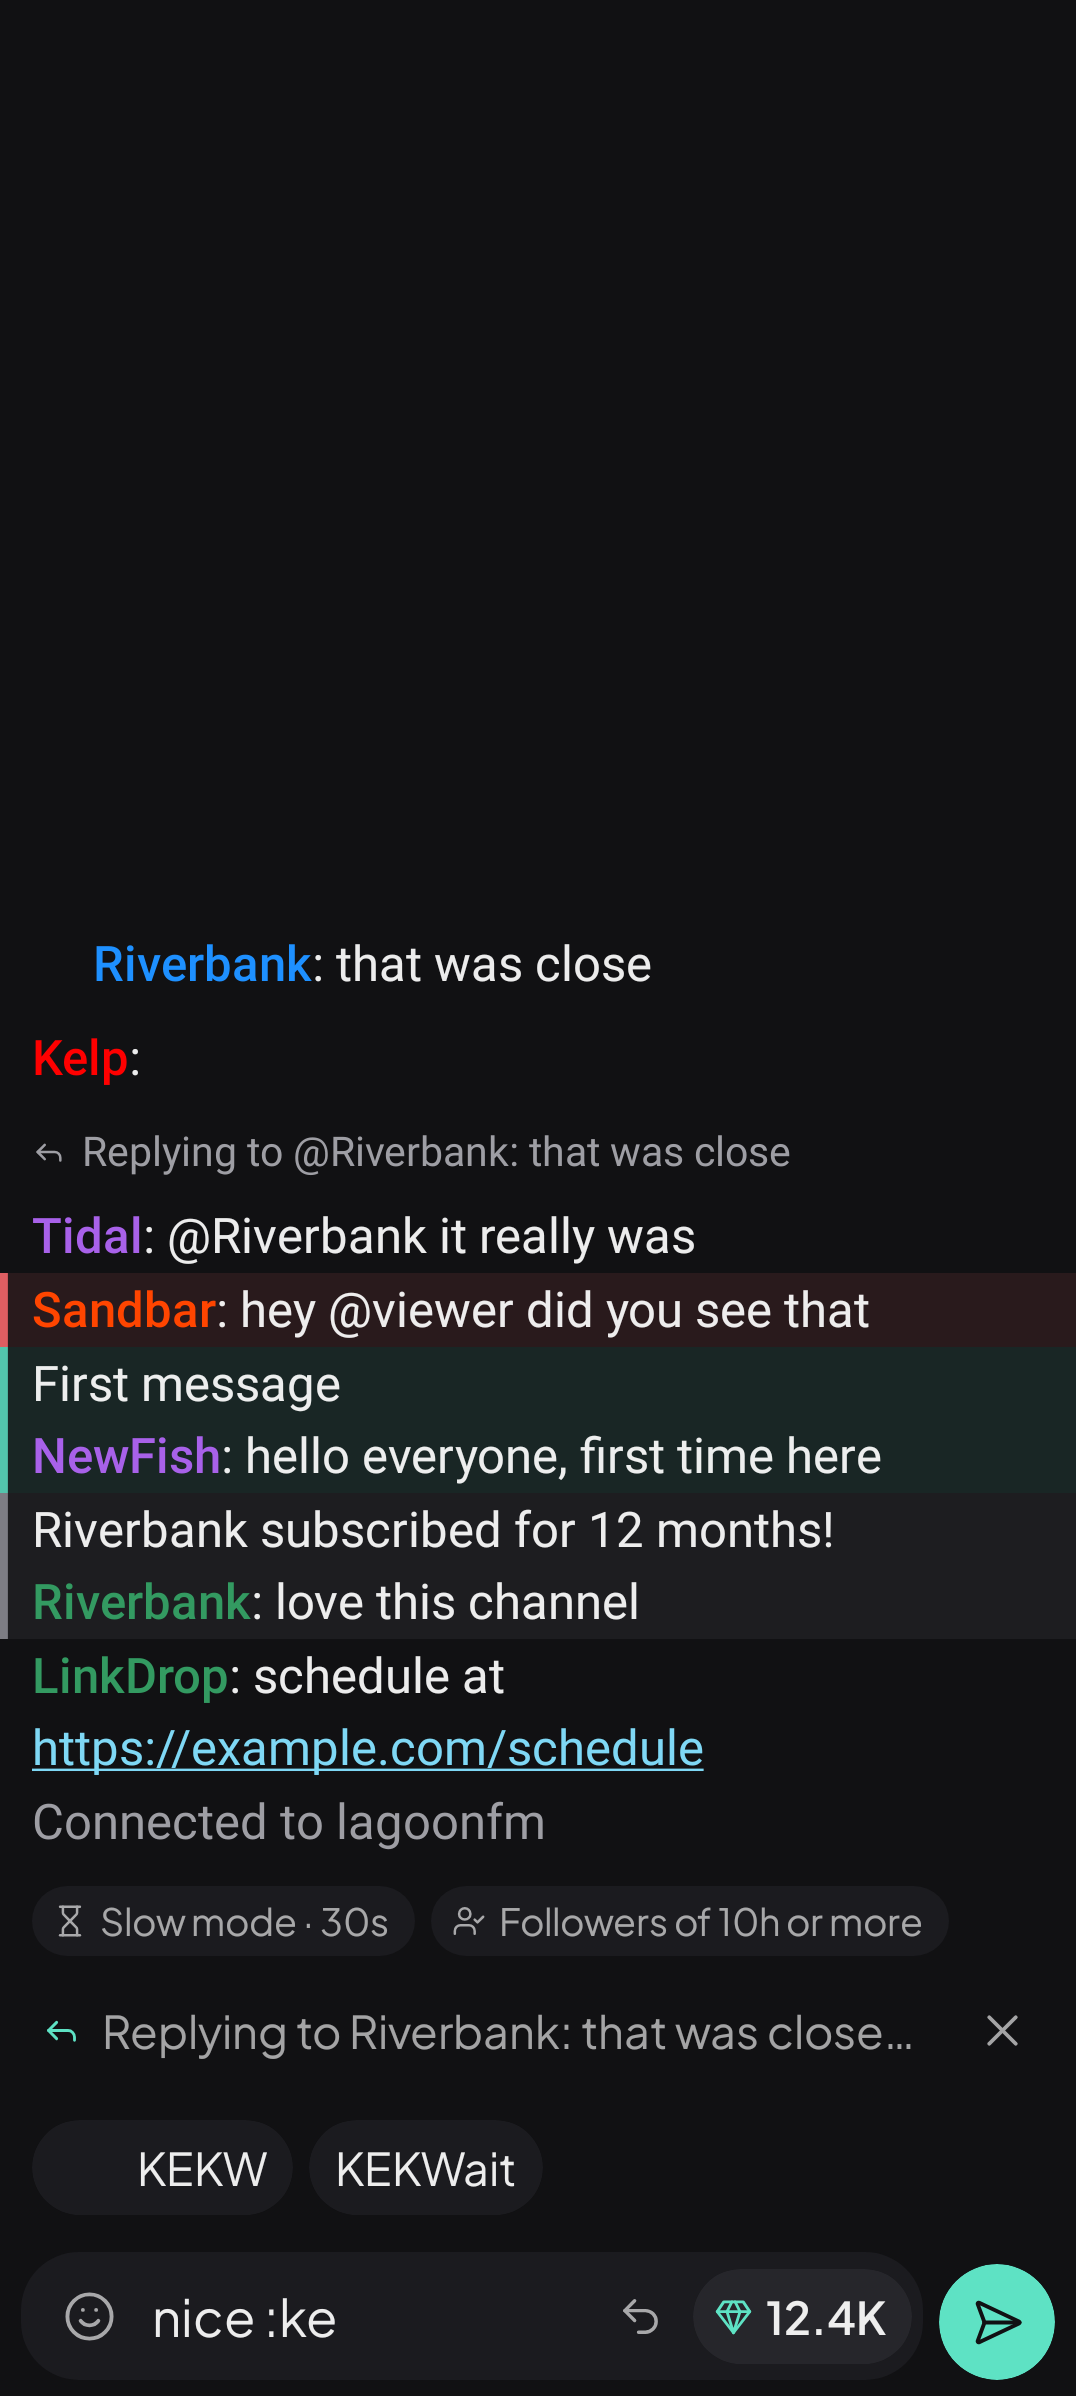 Riverbank: that was close
Kelp:
Replying to @Riverbank: that was close
Tidal: @Riverbank it really was
Sandbar: hey @viewer did you see that
First message
NewFish: hello everyone, first time here
Riverbank subscribed for 12 months!
Riverbank: love this channel
LinkDrop: schedule at
https://example.com/schedule
Connected to lagoonfm
Slow mode · 30s Followers of 10h or more
Replying to Riverbank: that was close...
KEKW KEKWait
nice :ke 12.4K